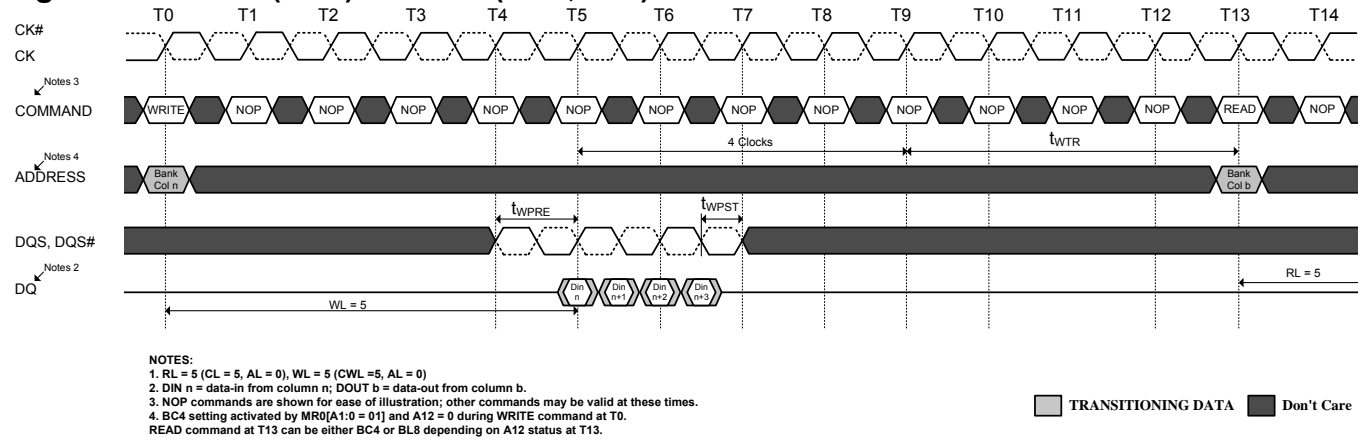 T0 T1 T2 T3 T4 T5 T6 T7 T8 T9 T10 T11 T12 T13 T14
CK#
CK
Notes 3
COMMAND WRITE NOP NOP NOP NOP NOP NOP NOP NOP NOP NOP NOP NOP READ NOP
4 Clocks tWTR
Notes 4
ADDRESS
Bank Col n
Bank Col b
tWPRE tWPST
DQS, DQS#
Notes 2
DQ
Din n
Din n+1
Din n+2
Din n+3
RL = 5
WL = 5
NOTES:
1. RL = 5 (CL = 5, AL = 0), WL = 5 (CWL =5, AL = 0)
2. DIN n = data-in from column n; DOUT b = data-out from column b.
3. NOP commands are shown for ease of illustration; other commands may be valid at these times.
4. BC4 setting activated by MR0[A1:0 = 01] and A12 = 0 during WRITE command at T0.
READ command at T13 can be either BC4 or BL8 depending on A12 status at T13.
TRANSITIONING DATA Don't Care